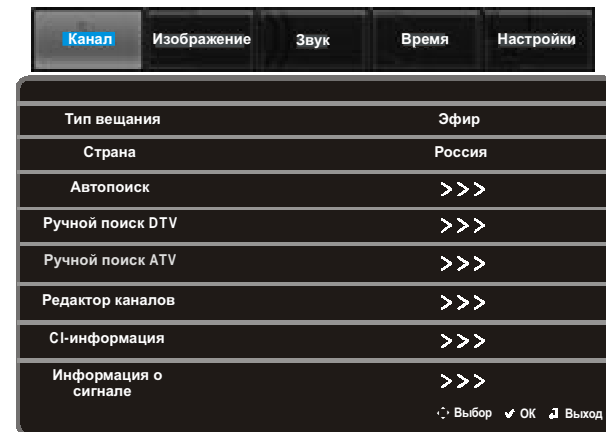 Канал Изображение Звук Время Настройки
Тип вещания Эфир
Страна Россия
Автопоиск >>>
Ручной поиск DTV >>>
Ручной поиск ATV >>>
Редактор каналов >>>
CI-информация >>>
Информация о
сигнале >>>
Выбор OK Выход